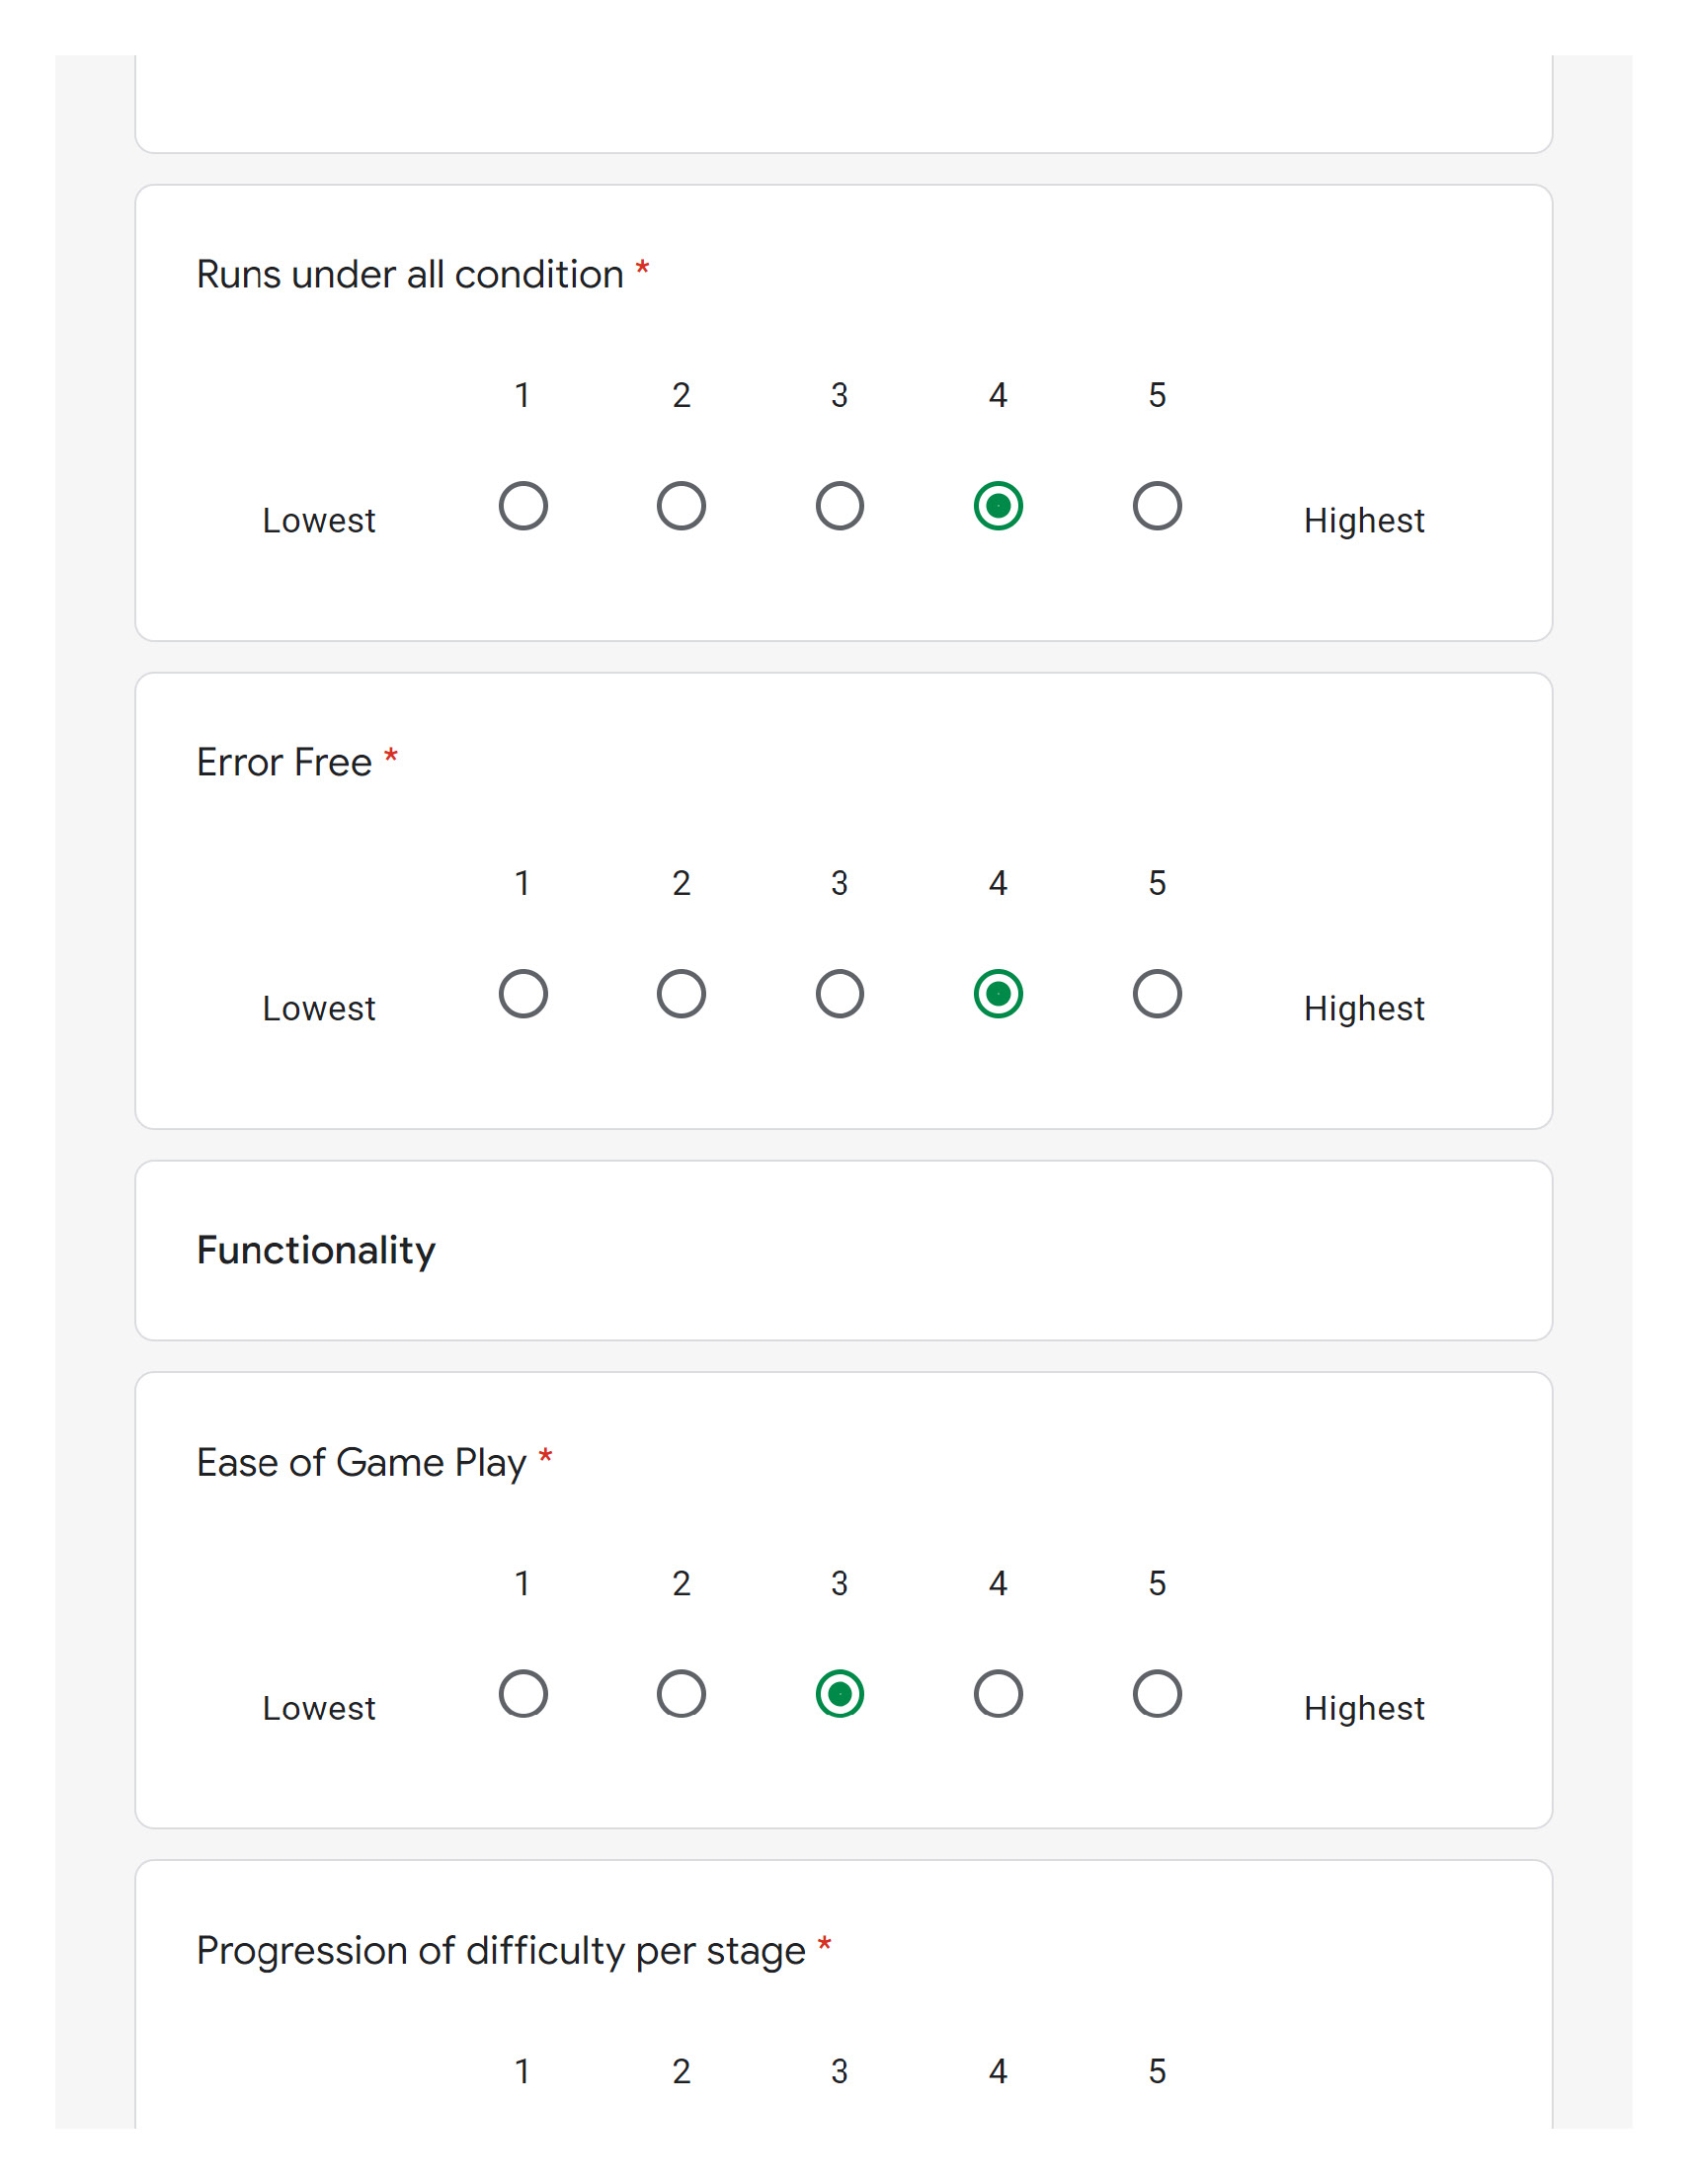 Runs under all condition *
1 2 3 4 5
Lowest Highest
Error Free *
1 2 3 4 5
Lowest Highest
Functionality
Ease of Game Play *
1 2 3 4 5
Lowest Highest
Progression of difficulty per stage *
1 2 3 4 5